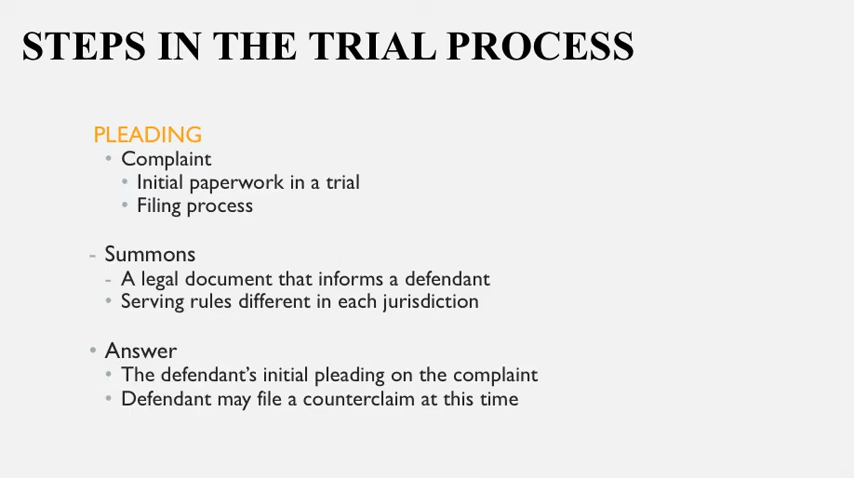 STEPS IN THE TRIAL PROCESS
PLEADING
• Complaint
• Initial paperwork in a trial
• Filing process
- Summons
- A legal document that informs a defendant
• Serving rules different in each jurisdiction
• Answer
• The defendant’s initial pleading on the complaint
• Defendant may file a counterclaim at this time